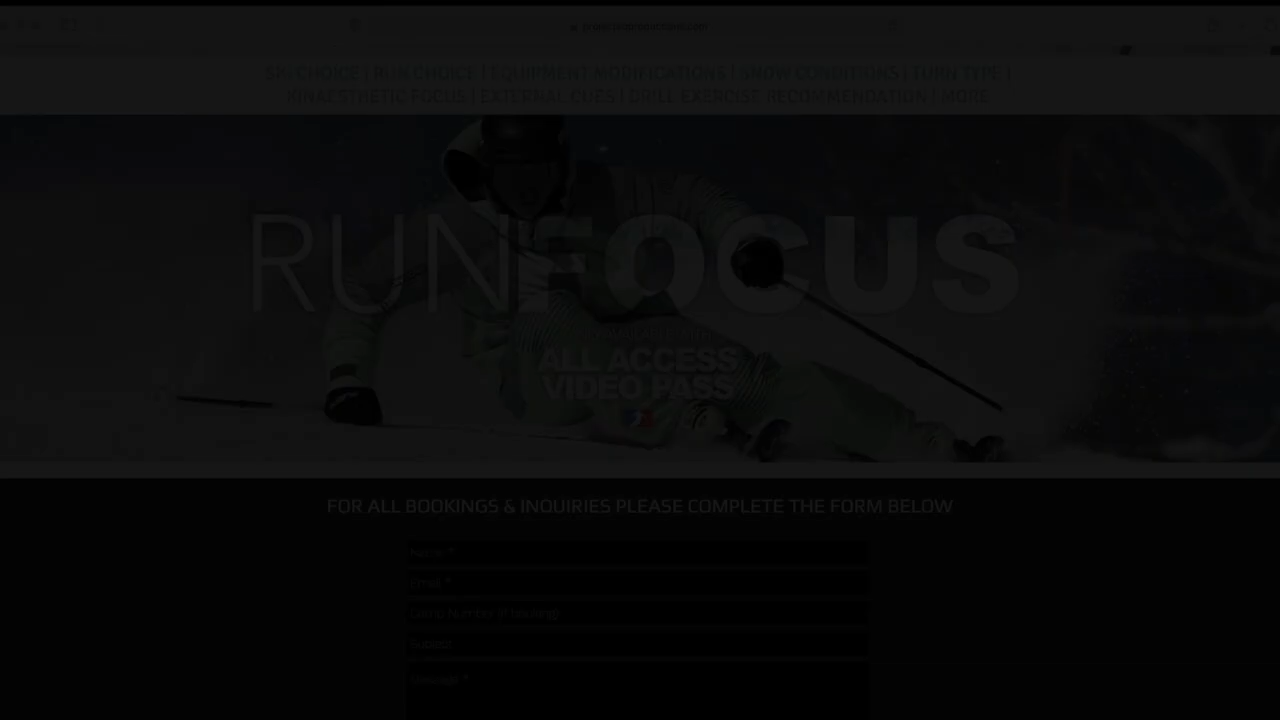 SKI CHOICE | RUN CHOICE | EQUIPMENT MODIFICATIONS | SNOW CONDITIONS | TURN TYPE |
KINAESTHETIC FOCUS | EXTERNAL CUES | DRILL EXERCISE RECOMMENDATION | MORE
RUNFOCUS
ALL ACCESS
VIDEO PASS
FOR ALL BOOKINGS & INQUIRIES PLEASE COMPLETE THE FORM BELOW
Name *
Email *
Subject
Message *